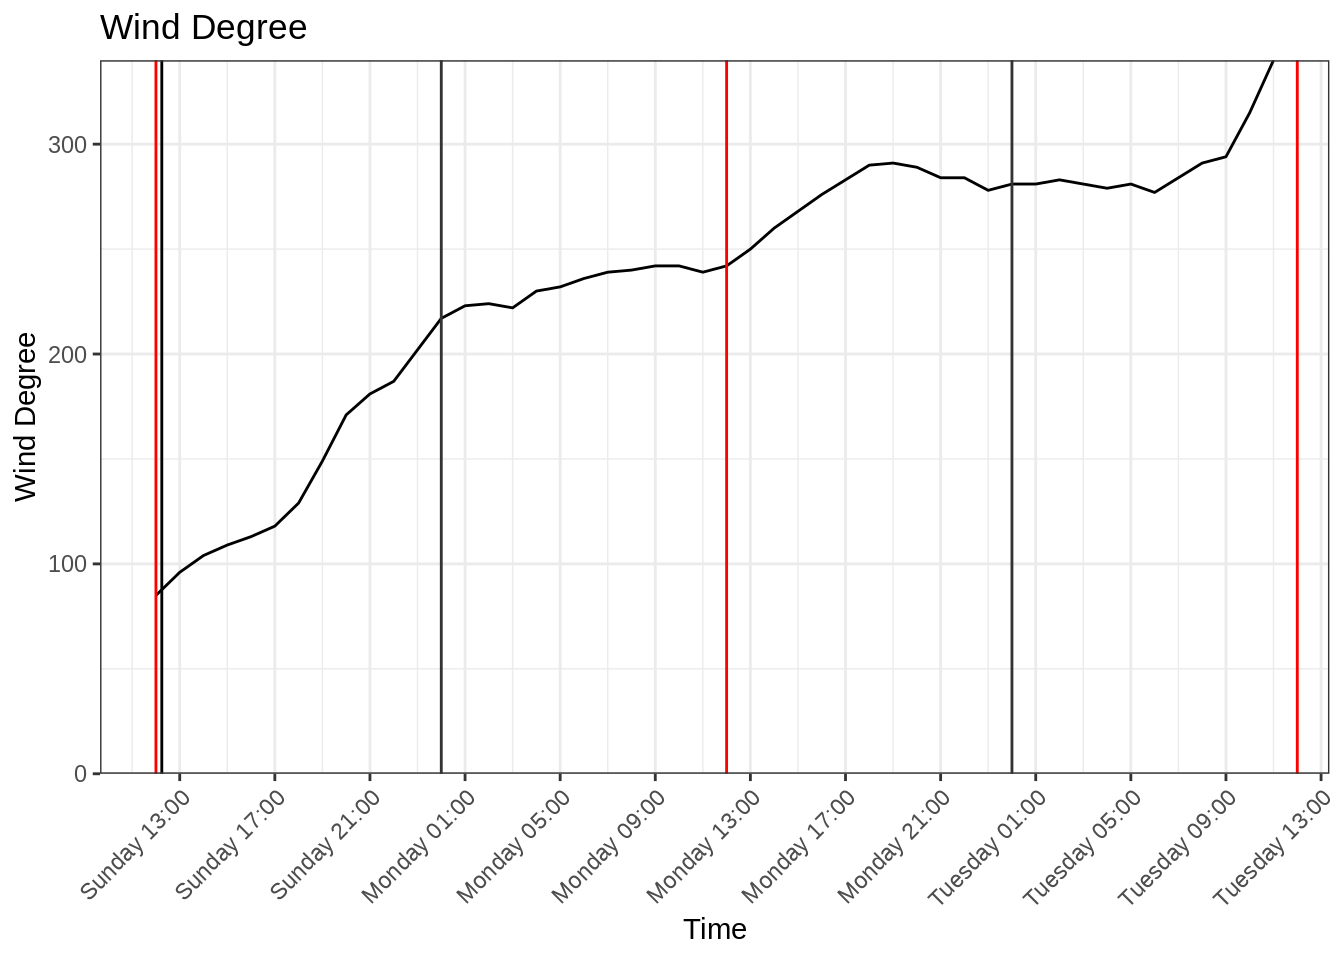 Wind Degree
Wind Degree
300
200
100
0
Sunday 13:00
Sunday 17:00
Sunday 21:00
Monday 01:00
Monday 05:00
Monday 09:00
Monday 13:00
Monday 17:00
Monday 21:00
Tuesday 01:00
Tuesday 05:00
Tuesday 09:00
Tuesday 13:00
Time